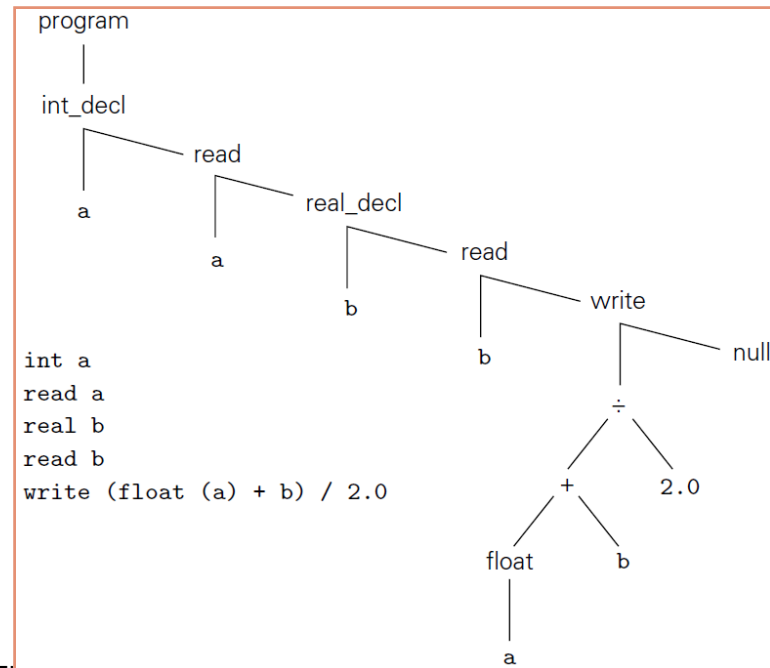 program
int_decl
read
a
real_decl
a
read
b
write
b
null
int a
read a
real b
read b
write (float (a) + b) / 2.0
÷
+
2.0
float
b
a